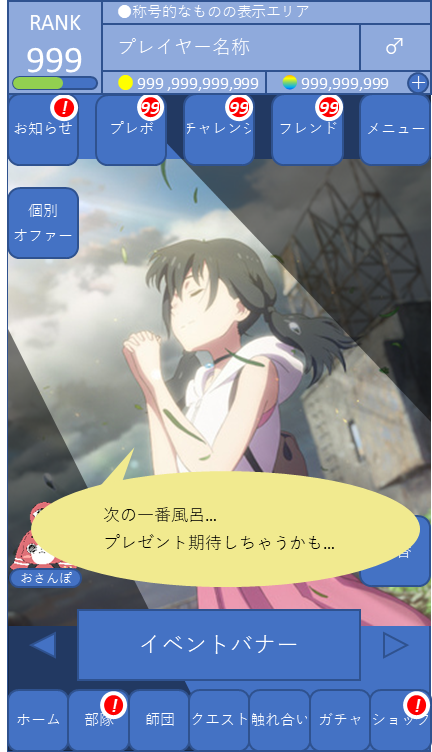 RANK
999
●称号的なものの表示エリア
プレイヤー名称
♂
999,999,999,999
999,999,999
お知らせ
!
プレボ
99
チャレンジ
99
フレンド
99
メニュー
個別
オファー
次の一番風呂...
プレゼント期待しちゃうかも...
おさんぽ
イベントバナー
ホーム
部隊
!
師団
クエスト
触れ合い
ガチャ
ショップ
!